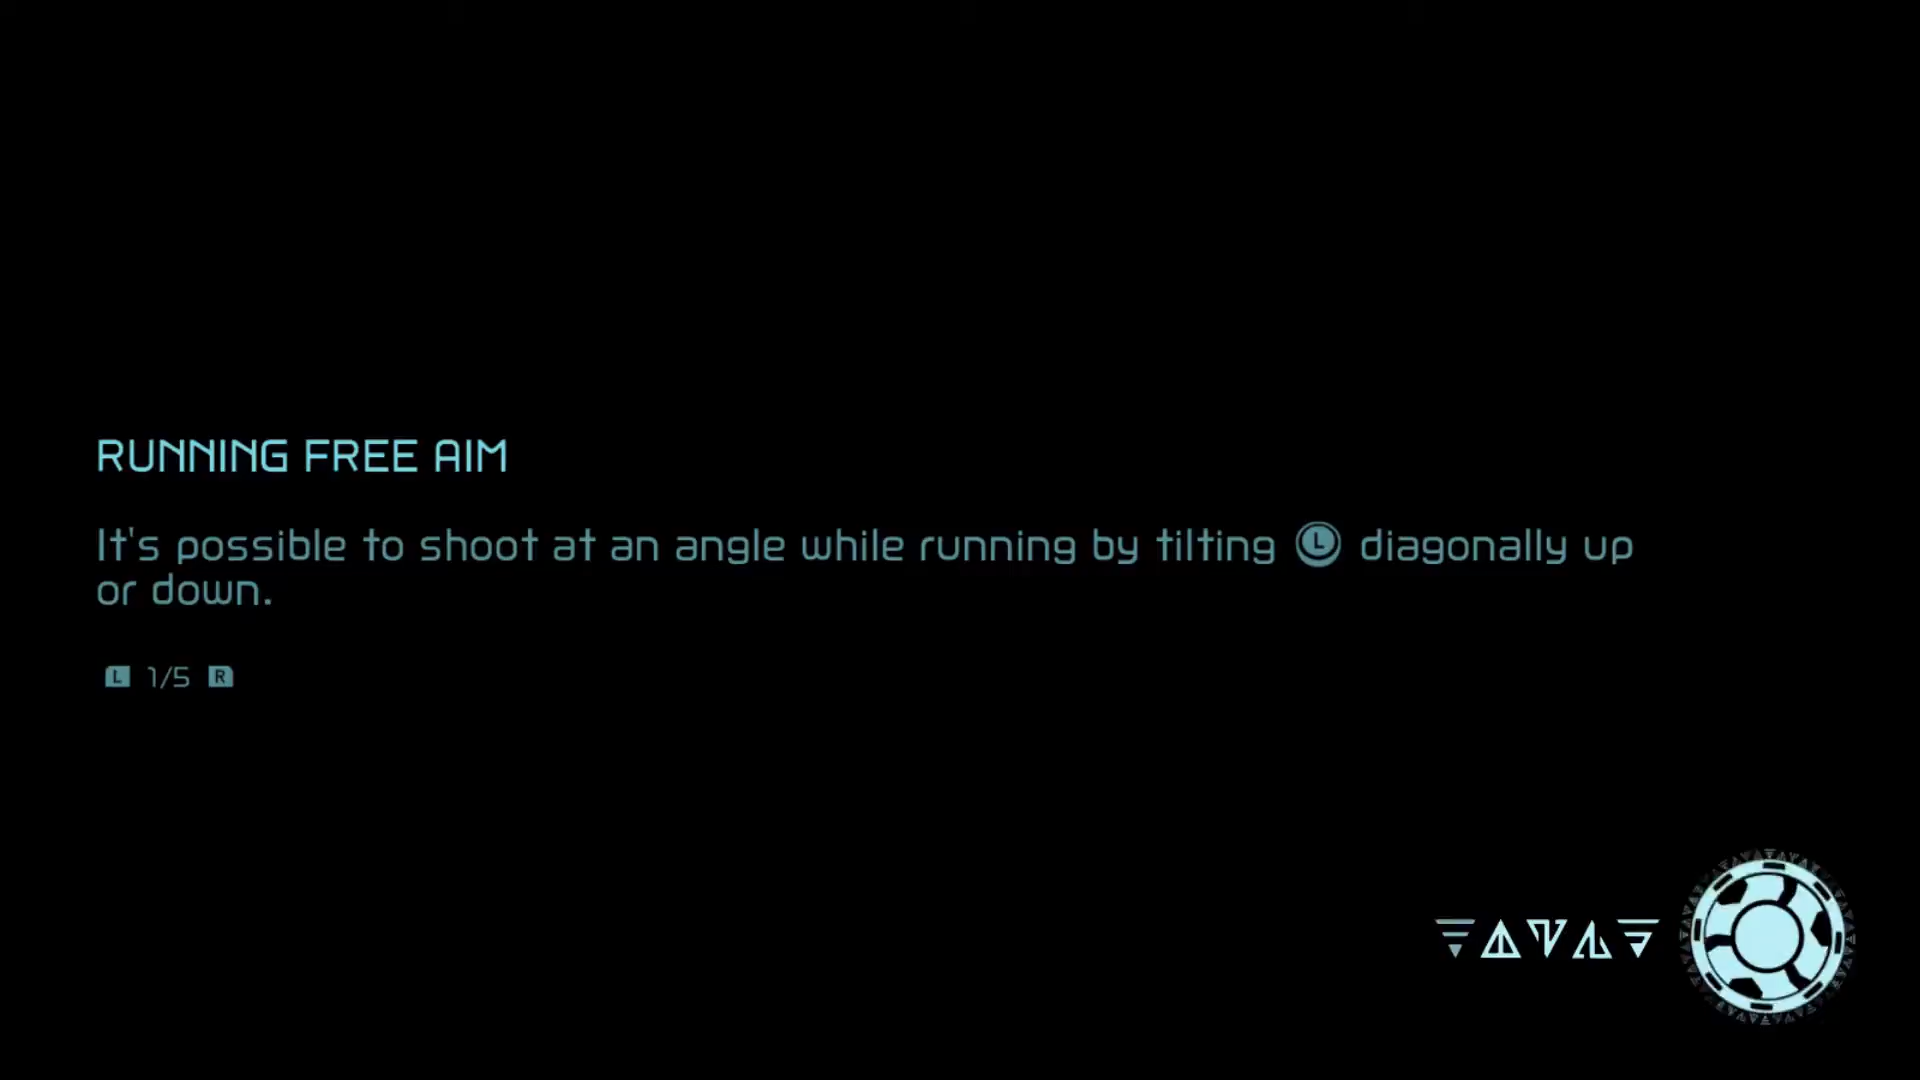 RUNNING FREE AIM
It's possible to shoot at an angle while running by tilting L diagonally up
or down.
L 1/5 R